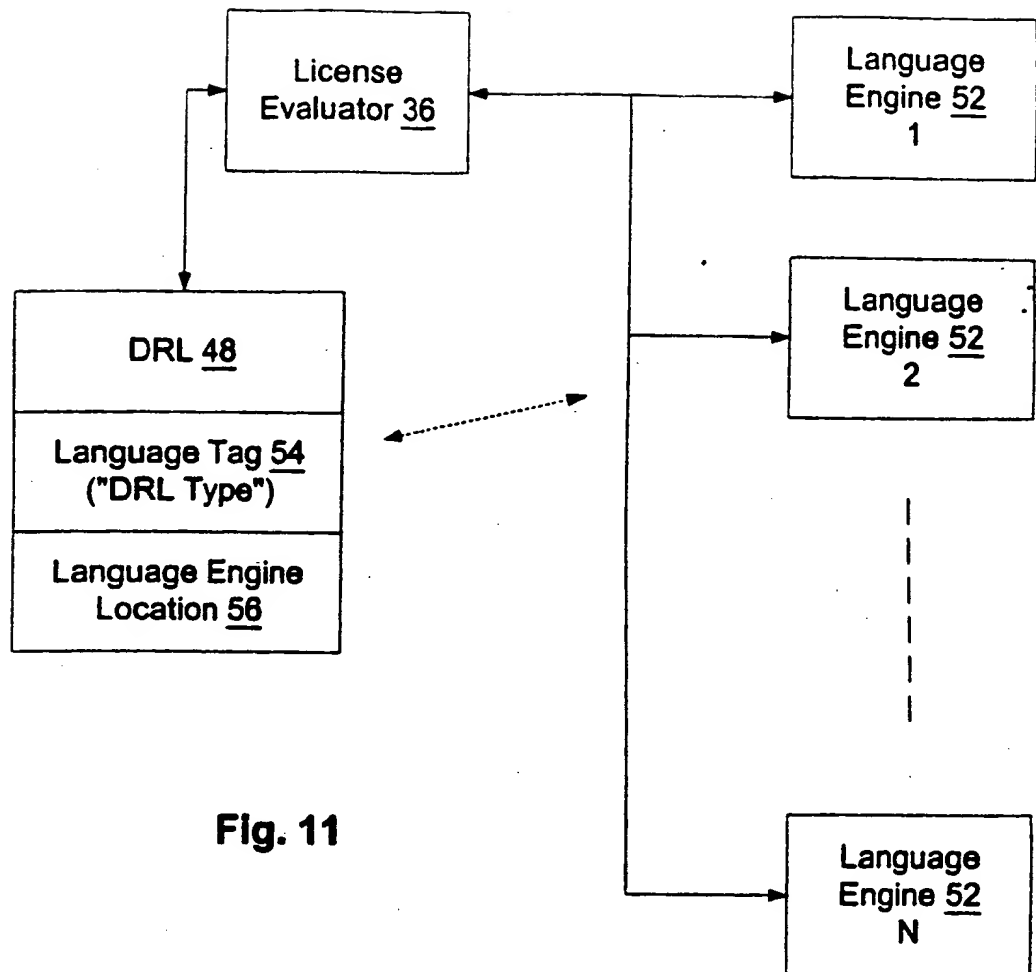 License
Evaluator 36
Language
Engine 52
1
DRL 48
Language Tag 54
("DRL Type")
Language Engine
Location 56
Language
Engine 52
2
Language
Engine 52
N
Fig. 11